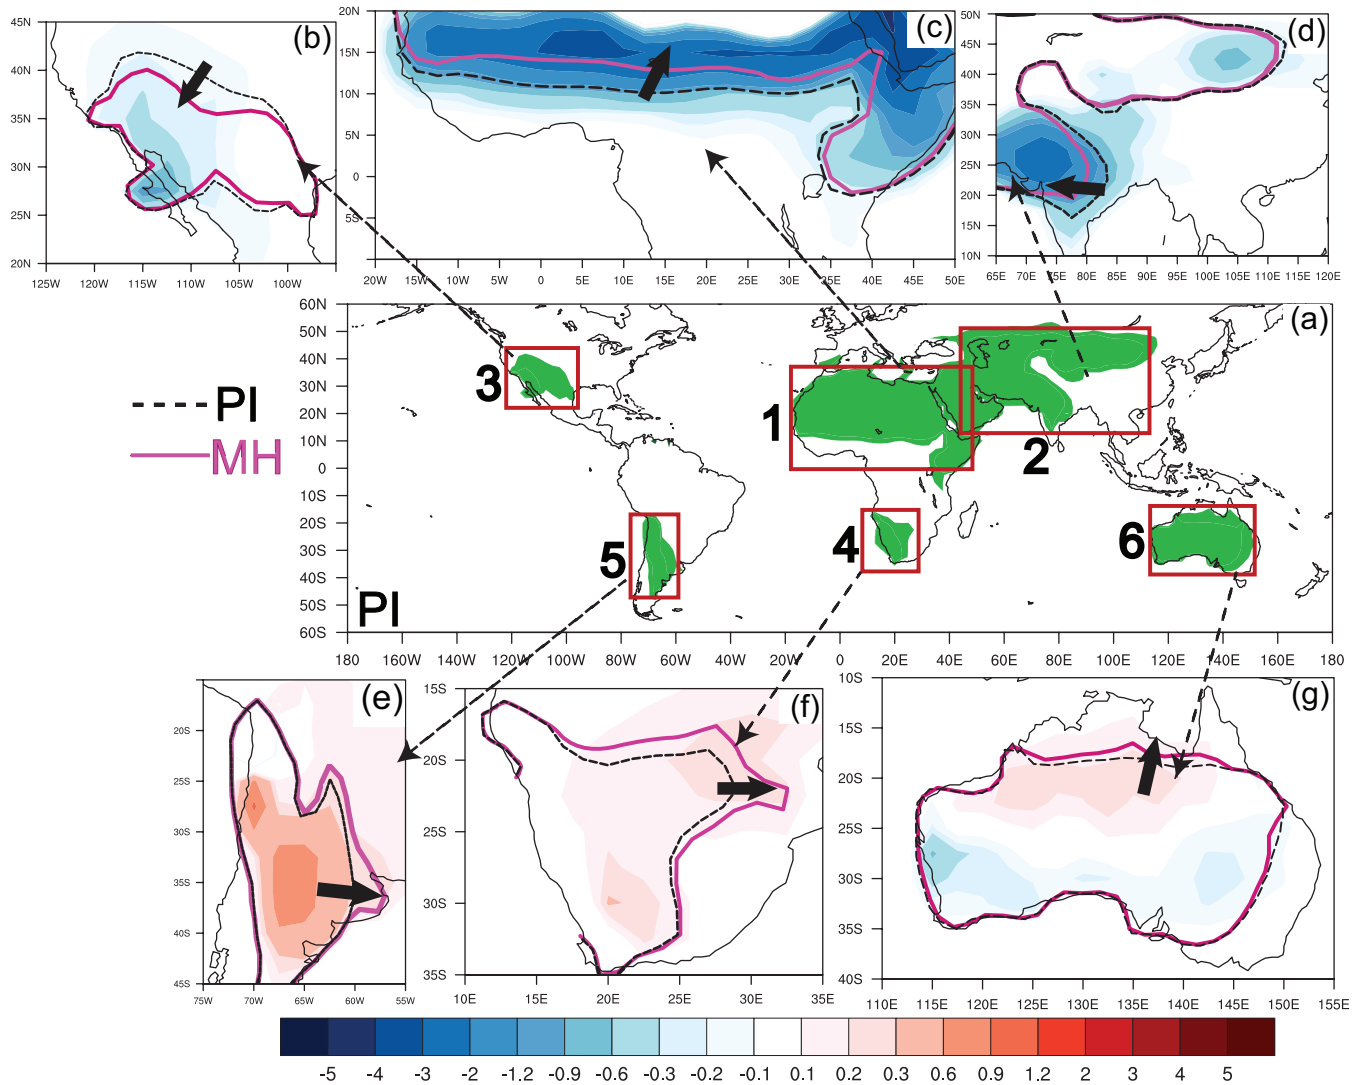 45N
40N
35N
30N
25N
20N
125W 120W 115W 110W 105W 100W
(b)
20N
15N
10N
5N
0
5S
20W 15W 10W 5W 0 5E 10E 15E 20E 25E 30E 35E 40E 45E 50E
(c)
50N
45N
40N
35N
30N
25N
20N
15N
10N
65E 70E 75E 80E 85E 90E 95E 100E 105E 110E 115E 120E
(d)
PI
MH
60N
50N
40N
30N
20N
10N
0
10S
20S
30S
40S
50S
60S
180 160W 140W 120W 100W 80W 60W 40W 20W 0 20E 40E 60E 80E 100E 120E 140E 160E 180
(a)
3
1
2
5
4
6
PI
20S
25S
30S
35S
40S
45S
75W 70W 65W 60W 55W
(e)
15S
20S
25S
30S
35S
10E 15E 20E 25E 30E 35E
(f)
10S
15S
20S
25S
30S
35S
40S
110E 115E 120E 125E 130E 135E 140E 145E 150E 155E
(g)
-5 -4 -3 -2 -1.2 -0.9 -0.6 -0.3 -0.2 -0.1 0.1 0.2 0.3 0.6 0.9 1.2 2 3 4 5